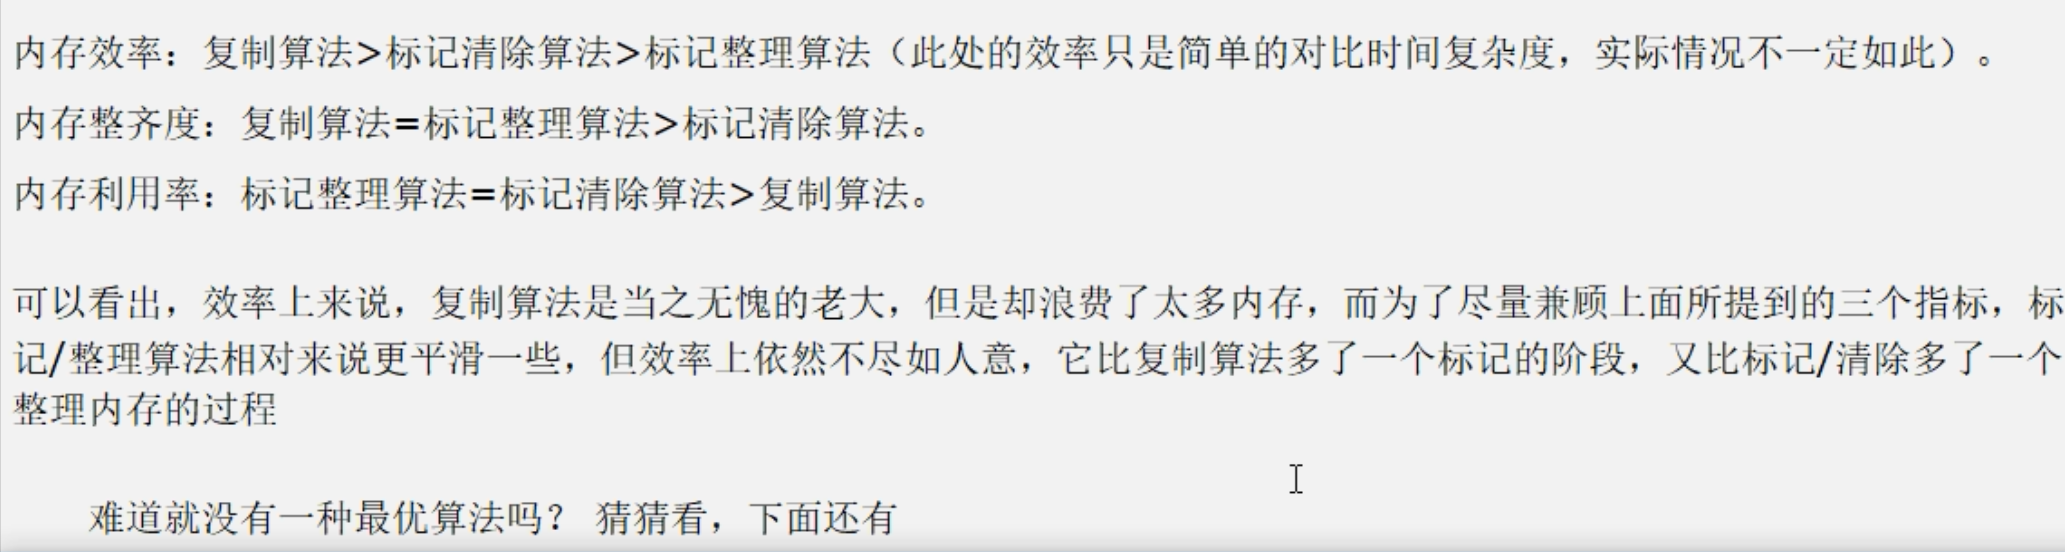 内存效率：复制算法>标记清除算法>标记整理算法（此处的效率只是简单的对比时间复杂度，实际情况不一定如此）。
内存整齐度：复制算法=标记整理算法>标记清除算法。
内存利用率：标记整理算法=标记清除算法>复制算法。
可以看出，效率上来说，复制算法是当之无愧的老大，但是却浪费了太多内存，而为了尽量兼顾上面所提到的三个指标，标
记/整理算法相对来说更平滑一些，但效率上依然不尽如人意，它比复制算法多了一个标记的阶段，又比标记/清除多了一个
整理内存的过程
难道就没有一种最优算法吗？ 猜猜看，下面还有